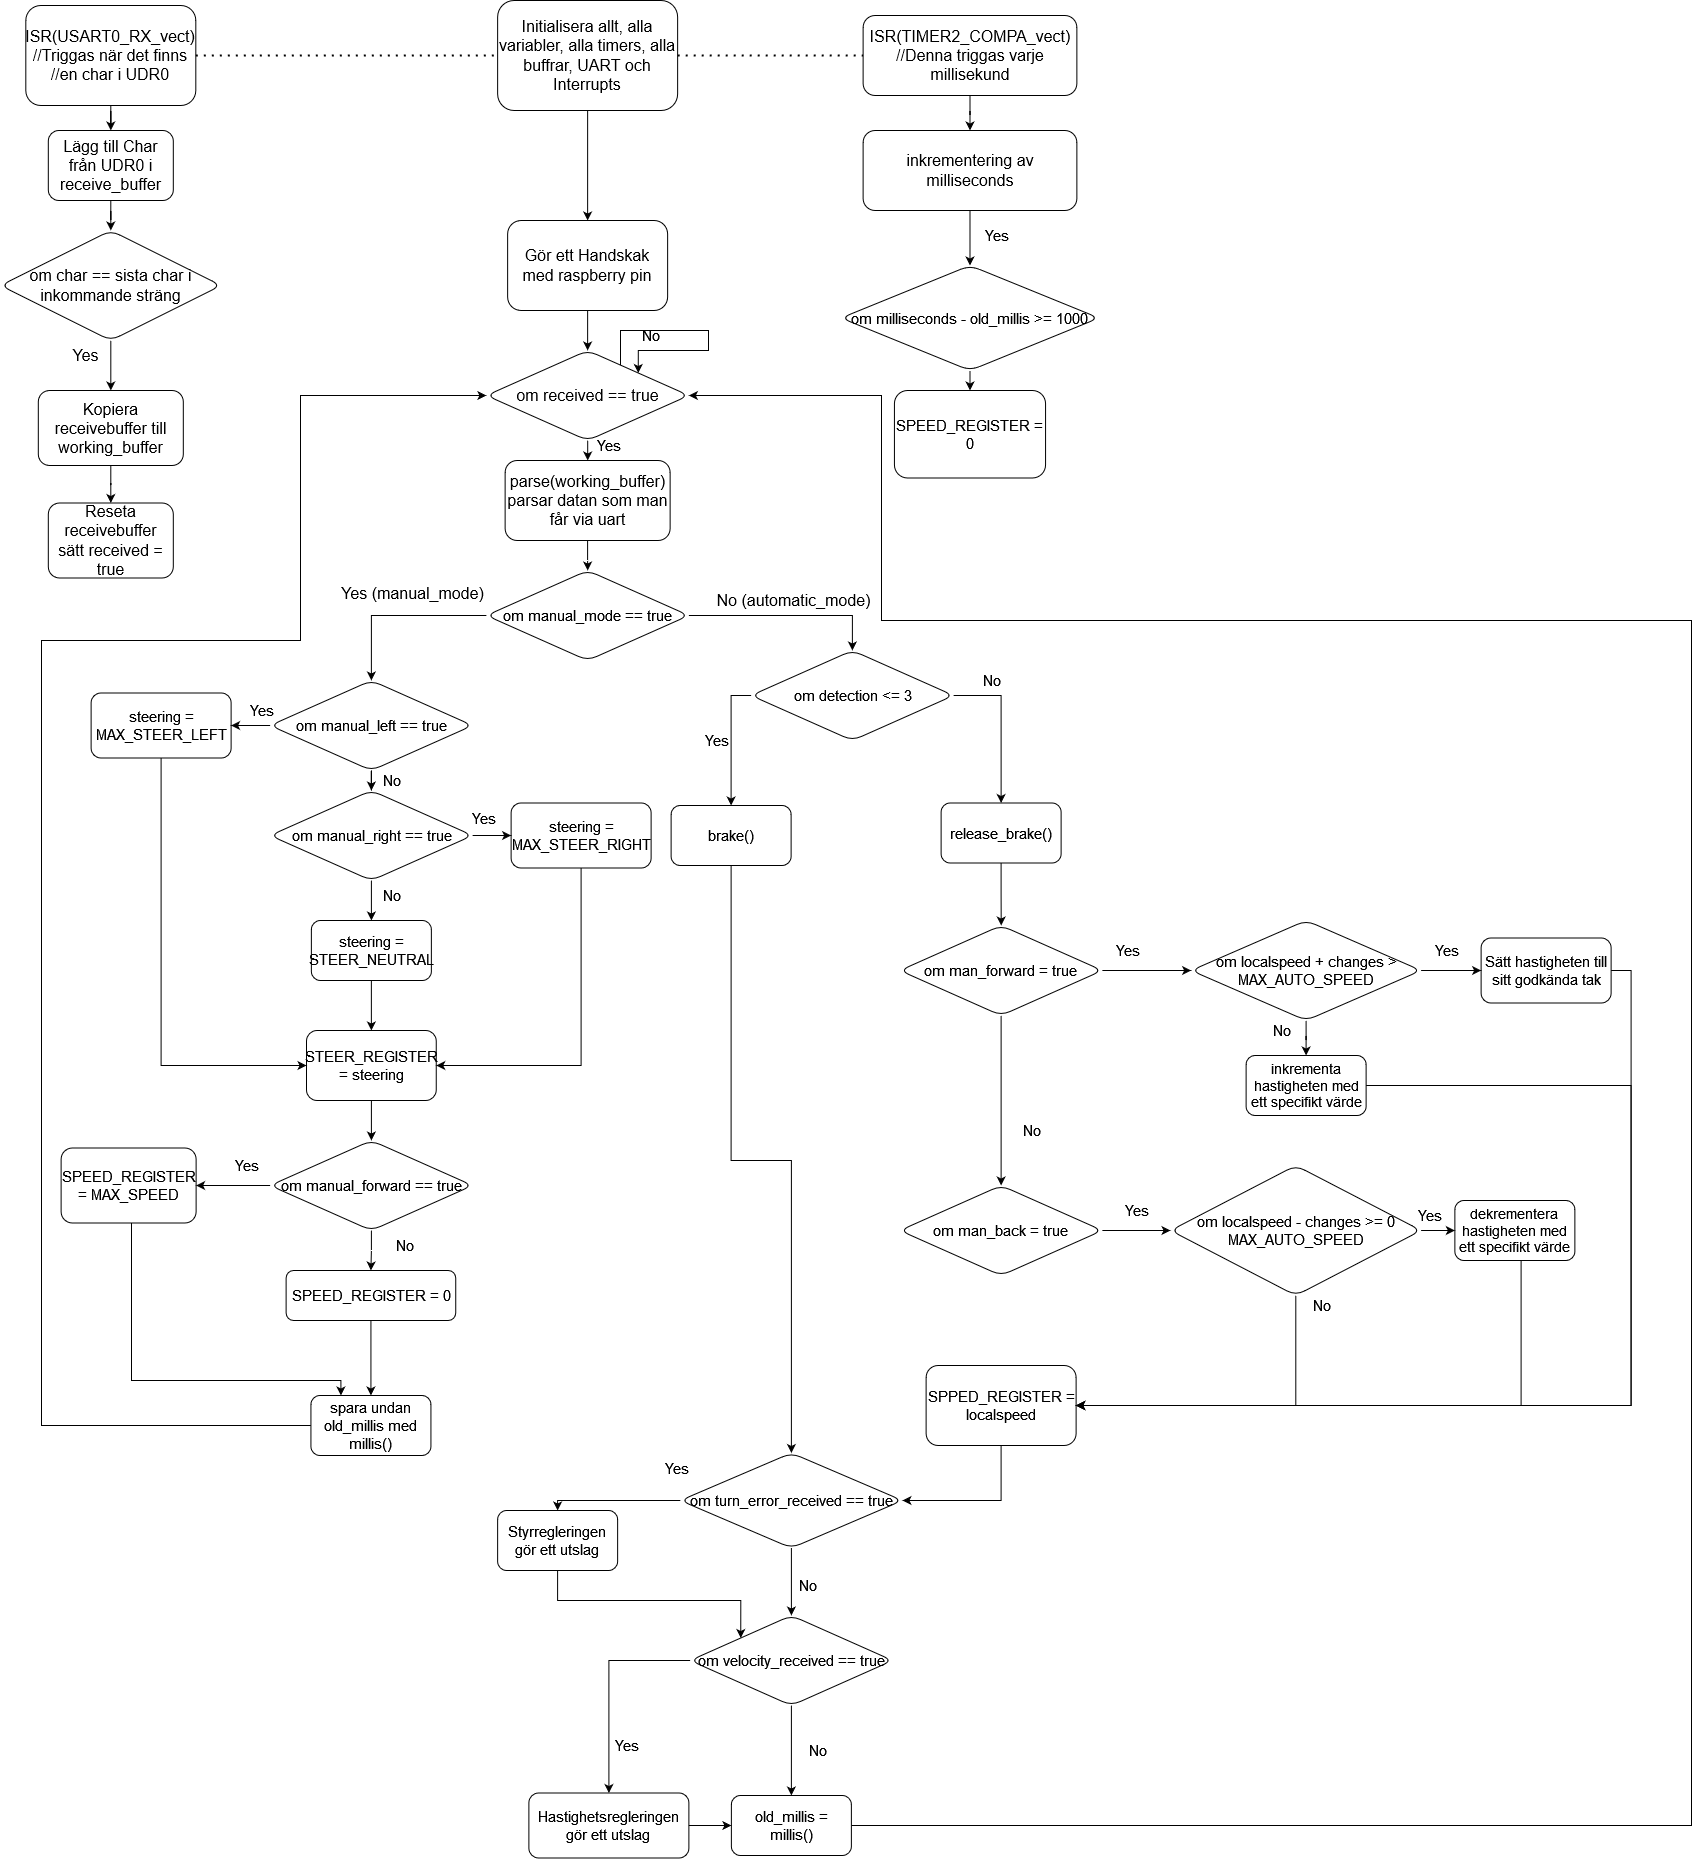 ISR(USART0_RX_vect)
//Triggas när det finns
//en char i UDR0
Lägg till Char
från UDR0 i
receive_buffer
om char == sista char i
inkommande sträng
Yes
Kopiera
receivebuffer till
working_buffer
Reseta
receivebuffer
sätt received =
true
Initialisera allt, alla
variabler, alla timers, alla
buffrar, UART och
Interrupts
Gör ett Handskak
med raspberry pin
No
om received == true
Yes
parse(working_buffer)
parsar datan som man
får via uart
ISR(TIMER2_COMPA_vect)
//Denna triggas varje
millisekund
inkrementering av
milliseconds
Yes
om milliseconds - old_millis >= 1000
SPEED_REGISTER =
0
Yes (manual_mode)
om manual_mode == true
No (automatic_mode)
om manual_left == true
Yes
steering =
MAX_STEER_LEFT
No
om manual_right == true
Yes
steering =
MAX_STEER_RIGHT
No
steering =
STEER_NEUTRAL
STEER_REGISTER
= steering
om manual_forward == true
Yes
SPEED_REGISTER
= MAX_SPEED
No
SPEED_REGISTER = 0
spara undan
old_millis med
millis()
om detection <= 3
Yes
brake()
No
release_brake()
om man_forward = true
Yes
om localspeed + changes >
MAX_AUTO_SPEED
Yes
Sätt hastigheten till
sitt godkända tak
No
inkrementa
hastigheten med
ett specifikt värde
No
om man_back = true
Yes
om localspeed - changes >= 0
MAX_AUTO_SPEED
Yes
dekrementera
hastigheten med
ett specifikt värde
No
SPPED_REGISTER =
localspeed
om turn_error_received == true
Yes
Styrregleringen
gör ett utslag
No
om velocity_received == true
Yes
Hastighetsregleringen
gör ett utslag
No
old_millis =
millis()